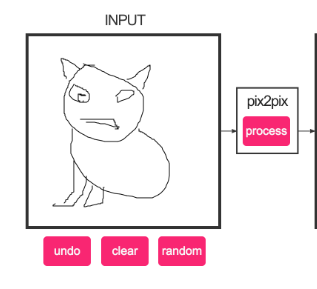 INPUT
pix2pix
process
undo
clear
random